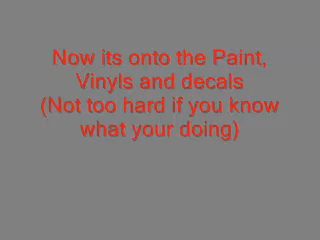 Now its onto the Paint,
Vinyls and decals
(Not too hard if you know
what your doing)